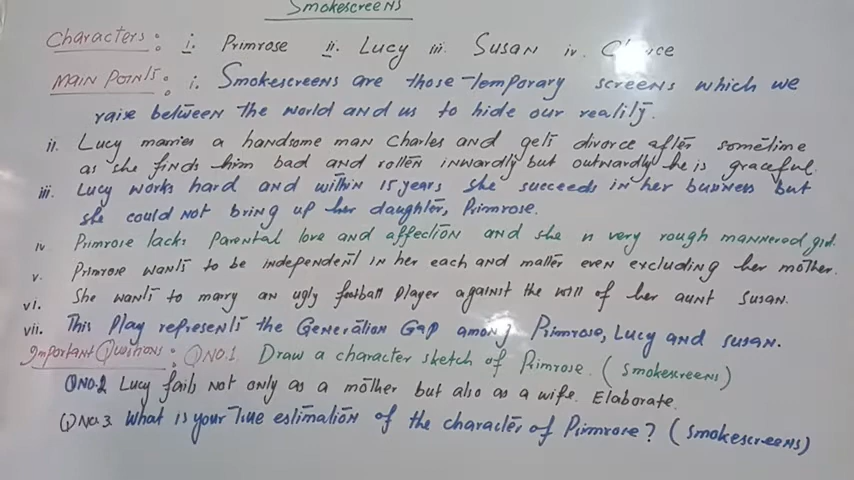 Smokescreens
Characters: i. Primrose ii. Lucy iii. Susan iv.
Main Points: i. Smokescreens are those temporary screens which we
raise between the world and us to hide our reality.
ii. Lucy marries a handsome man Charles and gets divorce after sometime
as she finds him bad and rotten inwardly but outwardly he is graceful.
iii. Lucy works hard and within 15 years she succeeds in her business but
she could not bring up her daughter, Primrose.
iv Primrose lacks parental love and affection and she is very rough mannered girl.
v. Primrose wants to be independent in her each and matter even excluding her mother.
vi. She wants to marry an ugly football player against the will of her aunt Susan.
vii. This play represents the Generation Gap among Primrose, Lucy and Susan.
Important Questions: Q No.1. Draw a character sketch of Primrose. (Smokescreens)
Q No.2 Lucy fails not only as a mother but also as a wife. Elaborate.
Q No.3. What is your true estimation of the character of Primrose? (Smokescreens)